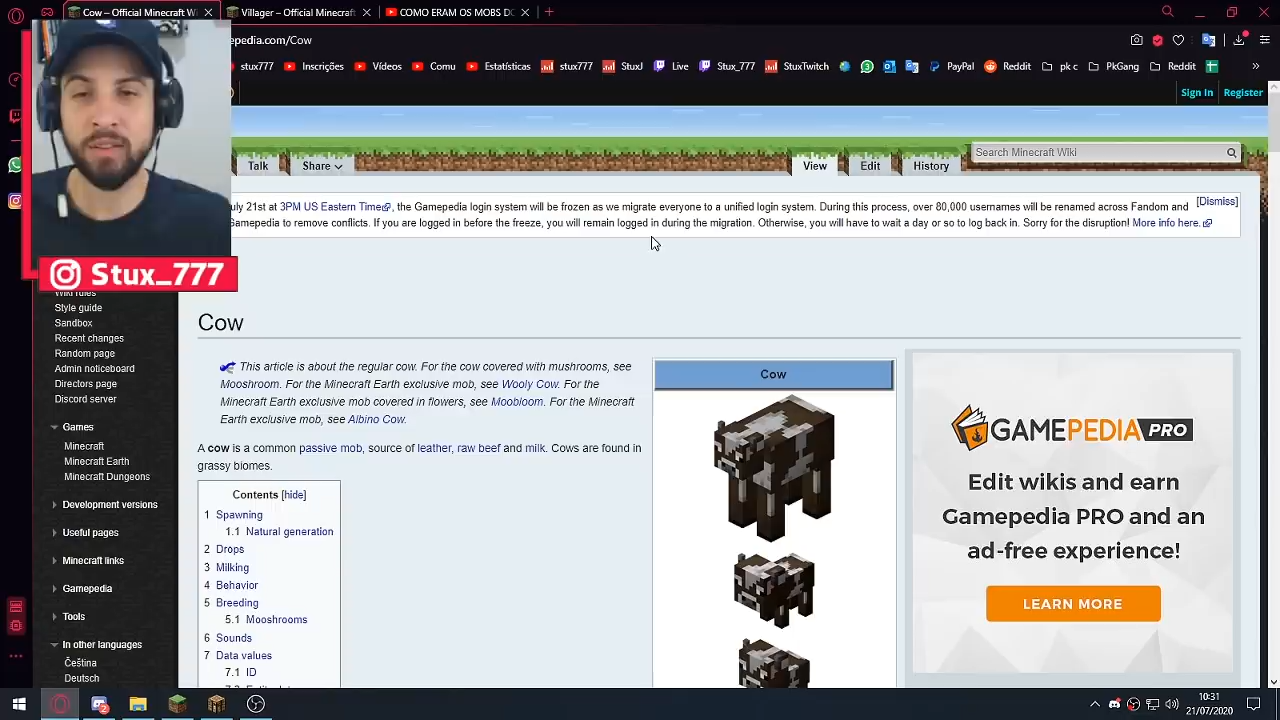 Cow – Official Minecraft W
Villager – Official Minecraft
COMO ERAM OS MOBS D
epedia.com/Cow
stux777
Inscrições
Vídeos
Comu
Estatísticas
stux777
StuxJ
Live
Stux_777
StuxTwitch
PayPal
Reddit
pk c
PkGang
Reddit
Sign In
Register
Talk
Share
View
Edit
History
Search Minecraft Wiki
uly 21st at 3PM US Eastern Time, the Gamepedia login system will be frozen as we migrate everyone to a unified login system. During this process, over 80,000 usernames will be renamed across Fandom and
[Dismiss]
Gamepedia to remove conflicts. If you are logged in before the freeze, you will remain logged in during the migration. Otherwise, you will have to wait a day or so to log back in. Sorry for the disruption! More info here.
Stux_777
Wiki rules
Style guide
Sandbox
Recent changes
Random page
Admin noticeboard
Directors page
Discord server
Games
Minecraft
Minecraft Earth
Minecraft Dungeons
Development versions
Useful pages
Minecraft links
Gamepedia
Tools
In other languages
Čeština
Deutsch
Cow
This article is about the regular cow. For the cow covered with mushrooms, see
Mooshroom. For the Minecraft Earth exclusive mob, see Wooly Cow. For the
Minecraft Earth exclusive mob covered in flowers, see Moobloom. For the Minecraft
Earth exclusive mob, see Albino Cow.
A cow is a common passive mob, source of leather, raw beef and milk. Cows are found in
grassy biomes.
Contents [hide]
1 Spawning
1.1 Natural generation
2 Drops
3 Milking
4 Behavior
5 Breeding
5.1 Mooshrooms
6 Sounds
7 Data values
7.1 ID
Cow
GAMEPEDIA PRO
Edit wikis and earn
Gamepedia PRO and an
ad-free experience!
LEARN MORE
10:31
21/07/2020